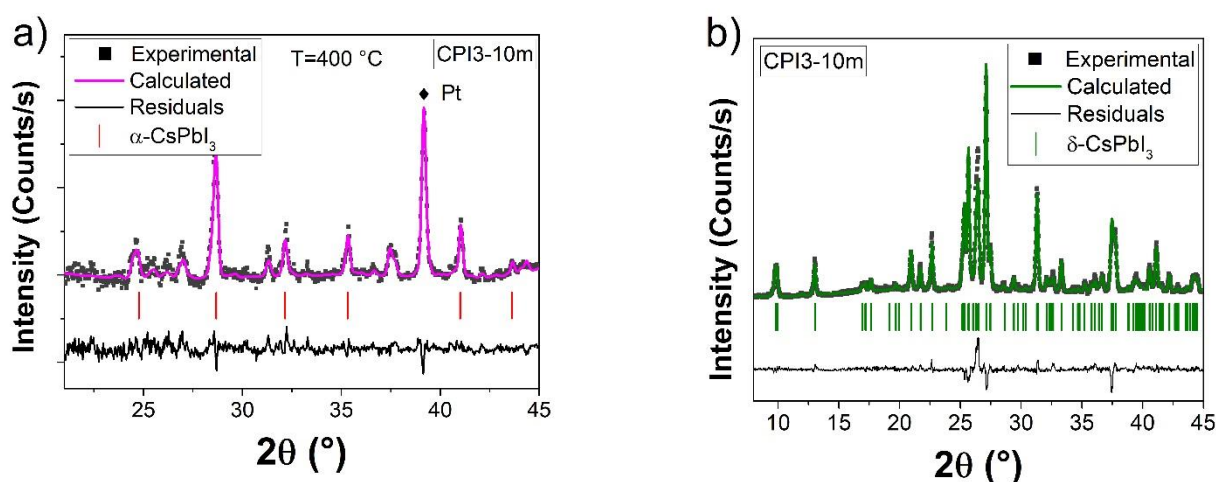 a)
Experimental
Calculated
Residuals
α-CsPbI3
T=400 °C
CPI3-10m
Pt
Intensity (Counts/s)
25 30 35 40 45
2θ (°)
b)
CPI3-10m
Experimental
Calculated
Residuals
δ-CsPbI3
Intensity (Counts/s)
10 15 20 25 30 35 40 45
2θ (°)